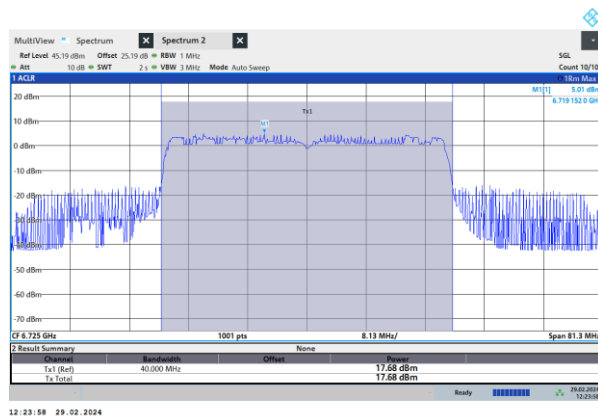 MultiView Spectrum Spectrum 2
Ref Level 45.19 dBm Offset 25.19 dB RBW 1 MHz SGL
Att 10 dB SWT 2 s VBW 3 MHz Mode Auto Sweep Count 10/10
1 ACLR 1Rm Max
M1[1] 5.01 dBm
6.719 152 0 GHz
20 dBm
Tx1
10 dBm
M1
0 dBm
-10 dBm
-20 dBm
-30 dBm
-40 dBm
-50 dBm
-60 dBm
-70 dBm
CF 6.725 GHz 1001 pts 8.13 MHz/ Span 81.3 MHz
2 Result Summary None
Channel Bandwidth Offset Power
Tx1 (Ref) 40.000 MHz 17.68 dBm
Tx Total 17.68 dBm
Ready 29.02.2024
12:23:58
12:23:58 29.02.2024